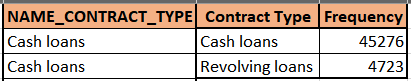 NAME_CONTRACT_TYPE Contract Type Frequency
Cash loans Cash loans 45276
Cash loans Revolving loans 4723